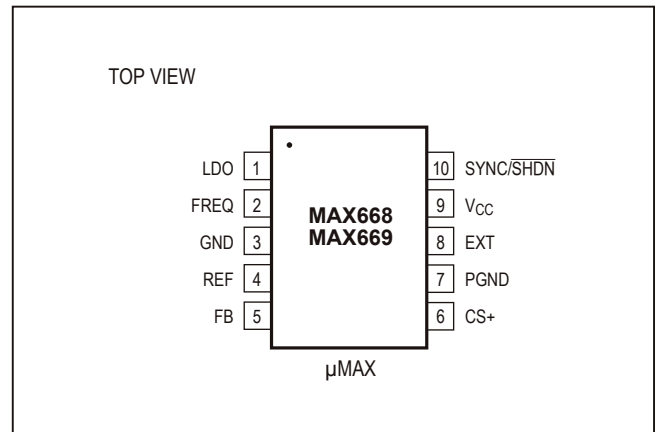 TOP VIEW
LDO 1
FREQ 2
GND 3
REF 4
FB 5
MAX668
MAX669
10 SYNC/SHDN
9 VCC
8 EXT
7 PGND
6 CS+
µMAX